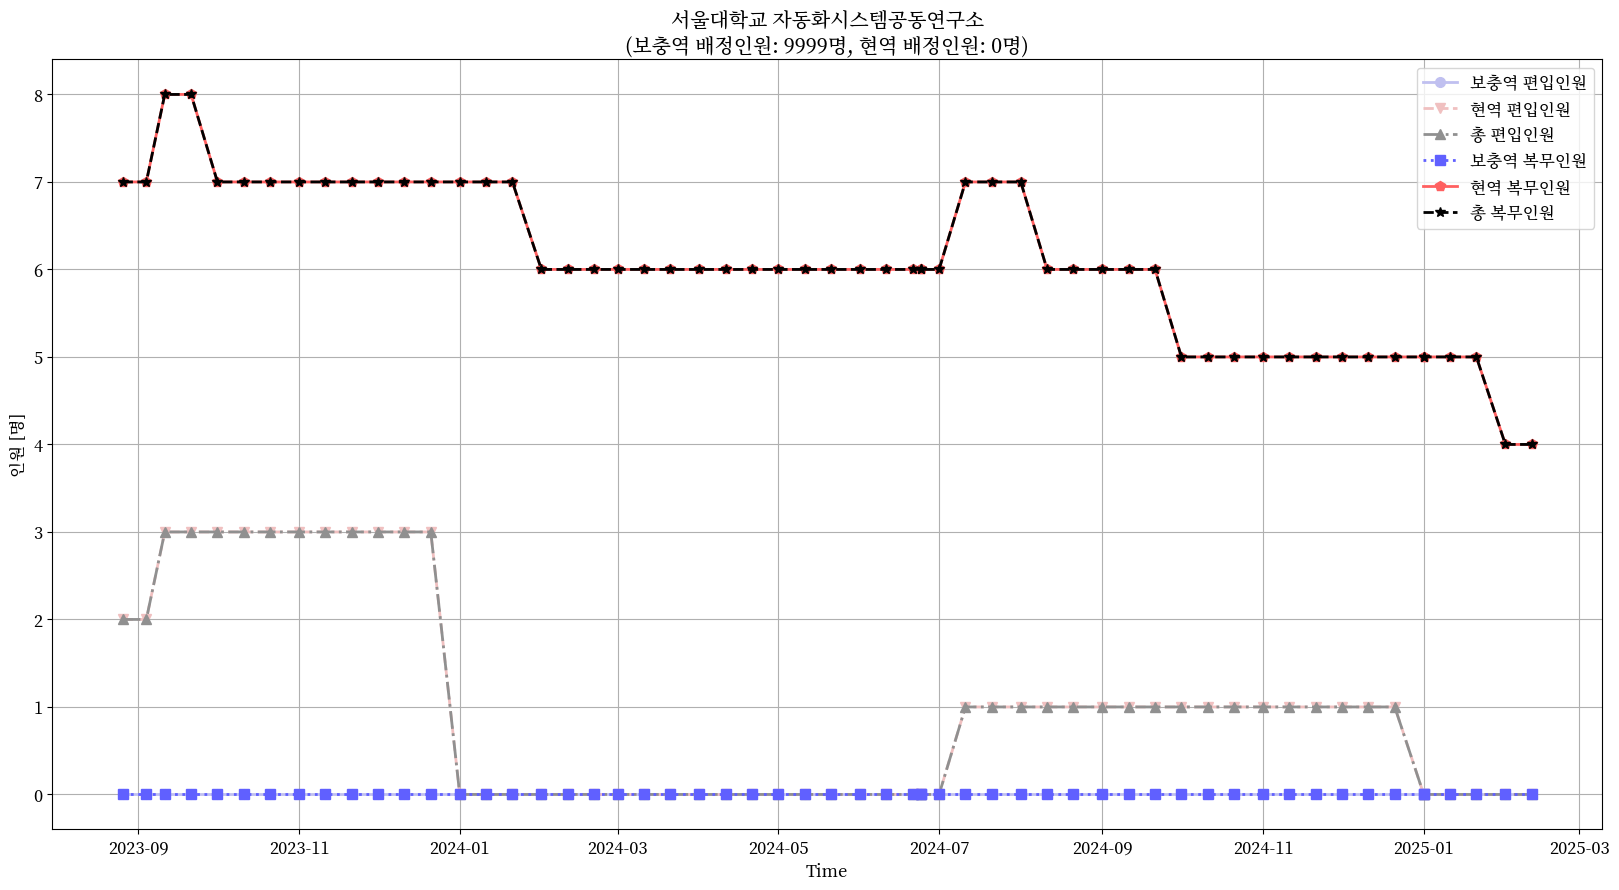 서울대학교 자동화시스템공동연구소
(보충역 배정인원: 9999명, 현역 배정인원: 0명)
보충역 편입인원
현역 편입인원
총 편입인원
보충역 복무인원
현역 복무인원
총 복무인원
8
7
6
5
4
3
2
1
0
인원 [명]
2023-09
2023-11
2024-01
2024-03
2024-05
2024-07
2024-09
2024-11
2025-01
2025-03
Time